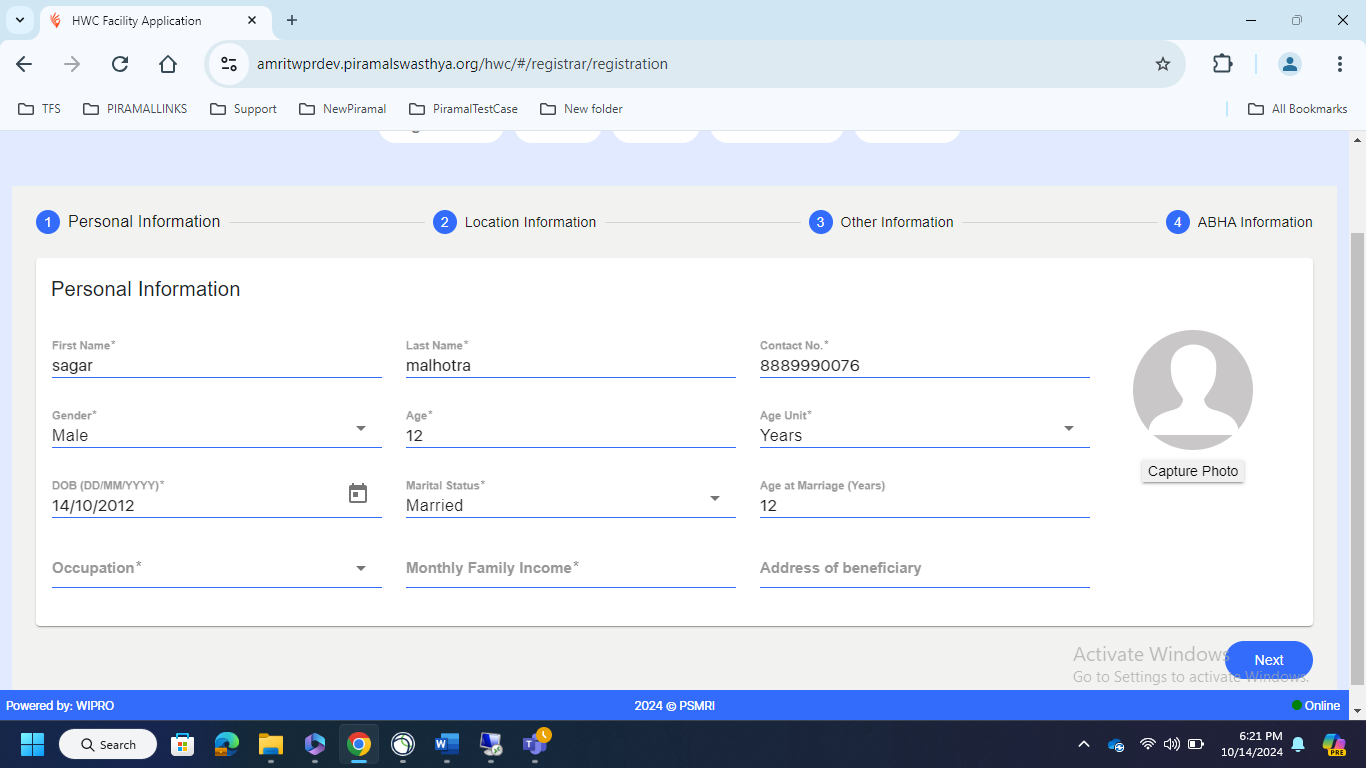 HWC Facility Application
amritwprdev.piramalswasthya.org/hwc/#/registrar/registration
TFS PIRAMALLINKS Support NewPiramal PiramalTestCase New folder All Bookmarks
1 Personal Information 2 Location Information 3 Other Information 4 ABHA Information
Personal Information
First Name* Last Name* Contact No.*
sagar malhotra 8889990076
Gender* Age* Age Unit*
Male 12 Years
Capture Photo
DOB (DD/MM/YYYY)* Marital Status* Age at Marriage (Years)
14/10/2012 Married 12
Occupation* Monthly Family Income* Address of beneficiary
Activate Windows
Next
Go to Settings to activate Windows.
Powered by: WIPRO 2024 © PSMRI Online
Search
6:21 PM
10/14/2024
PRE